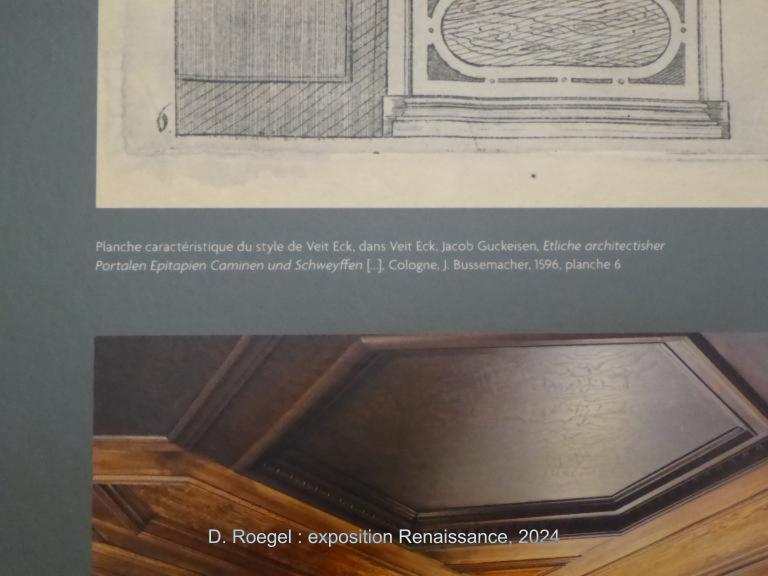 Planche caractéristique du style de Veit Eck, dans Veit Eck, Jacob Guckeisen, Etliche architectisher
Portalen Epitapien Caminen und Schweyffen [...], Cologne, J. Bussemacher, 1596, planche 6
D. Roegel : exposition Renaissance, 2024